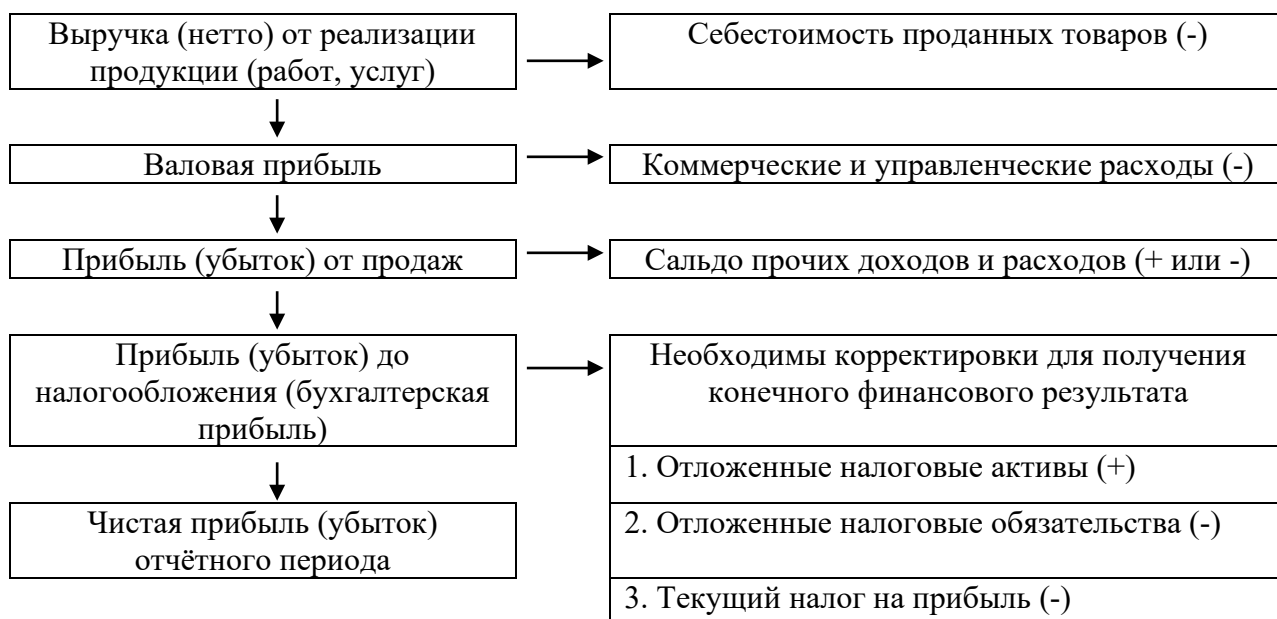 Выручка (нетто) от реализации
продукции (работ, услуг)
Себестоимость проданных товаров (-)
Валовая прибыль
Коммерческие и управленческие расходы (-)
Прибыль (убыток) от продаж
Сальдо прочих доходов и расходов (+ или -)
Прибыль (убыток) до
налогообложения (бухгалтерская
прибыль)
Необходимы корректировки для получения
конечного финансового результата
1. Отложенные налоговые активы (+)
Чистая прибыль (убыток)
отчётного периода
2. Отложенные налоговые обязательства (-)
3. Текущий налог на прибыль (-)